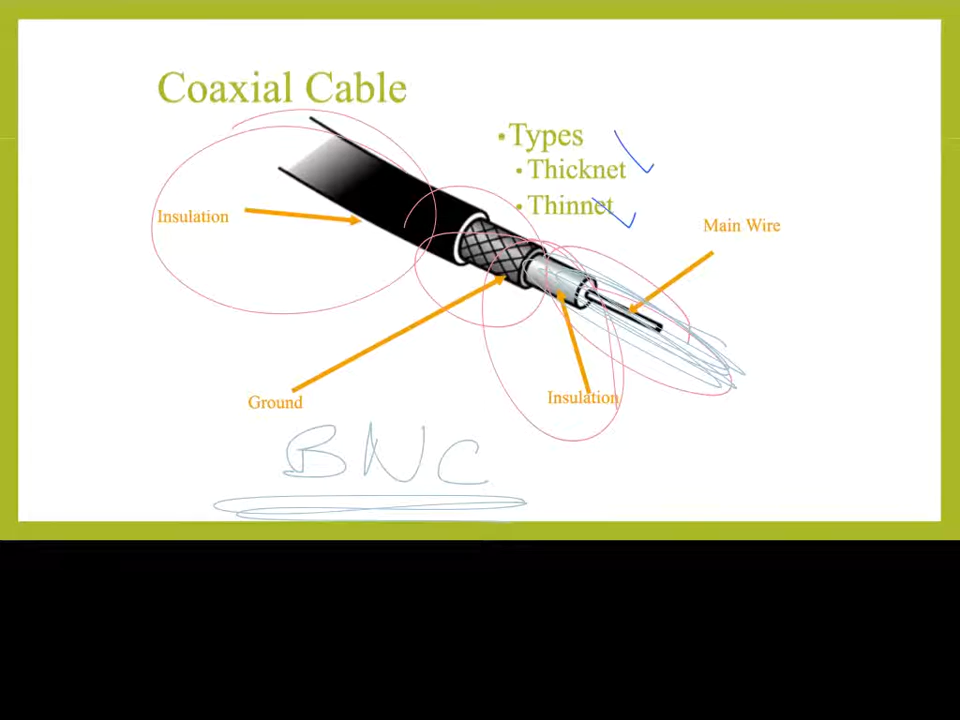 Coaxial Cable
•Types
•Thicknet
•Thinnet
Insulation
Main Wire
Ground
Insulation
BNC